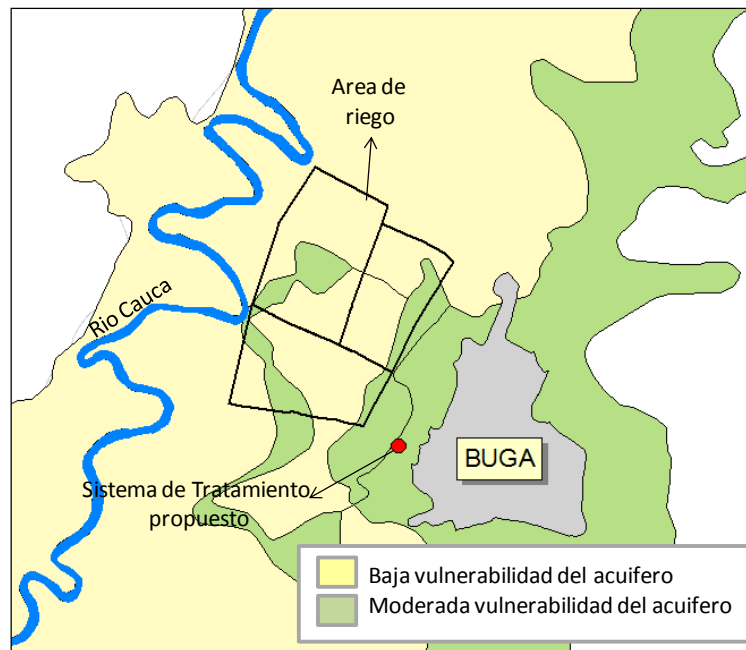 Area de
riego
Rio Cauca
BUGA
Sistema de Tratamiento
propuesto
Baja vulnerabilidad del acuifero
Moderada vulnerabilidad del acuifero